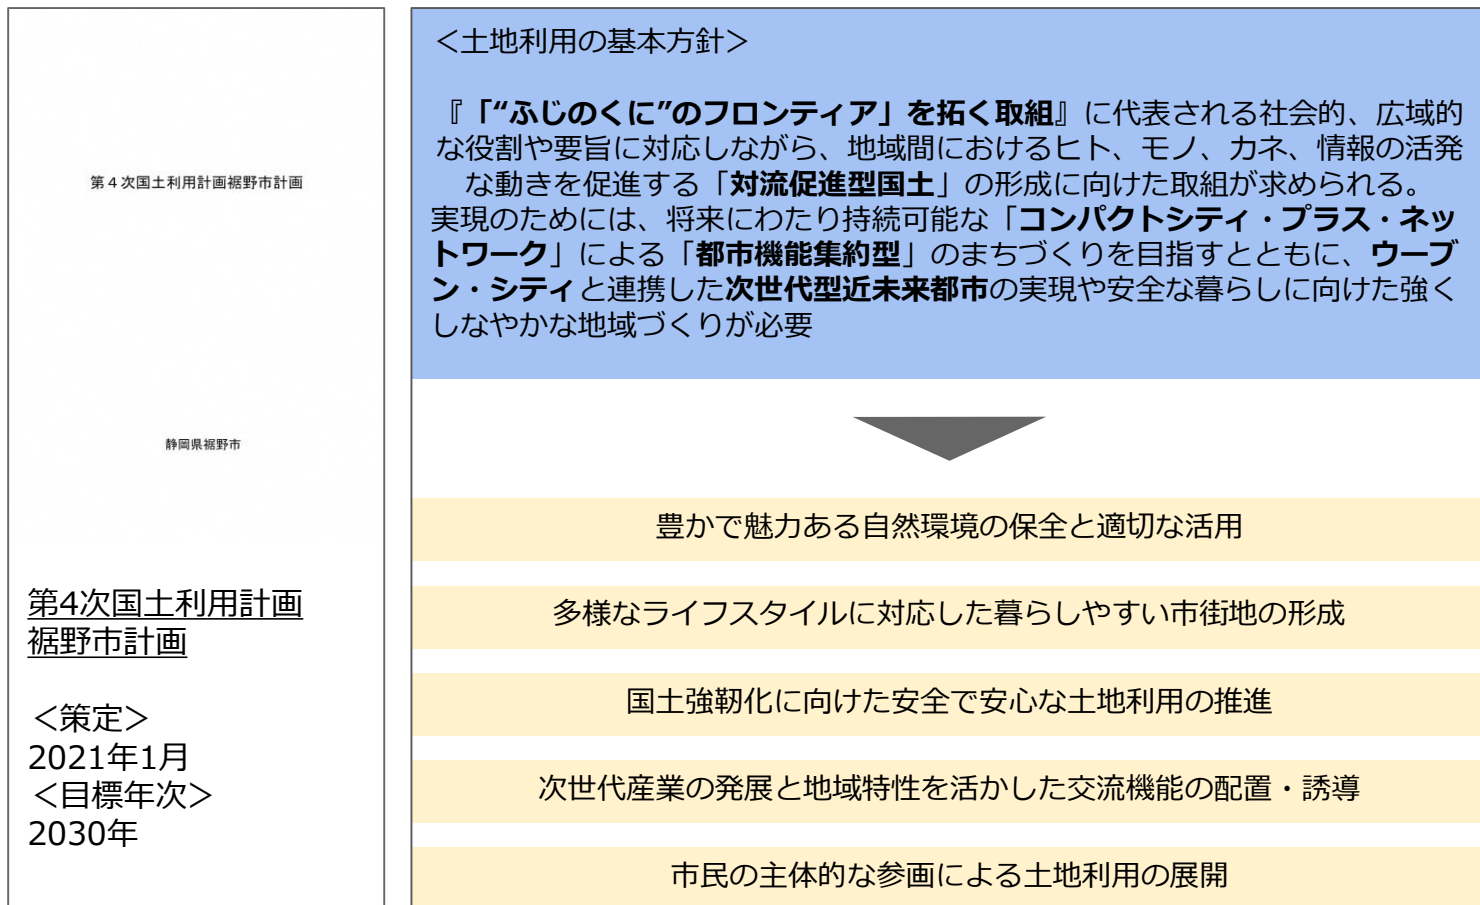 第４次国土利用計画裾野市計画
静岡県裾野市
第4次国土利用計画
裾野市計画
＜策定＞
2021年1月
＜目標年次＞
2030年
＜土地利用の基本方針＞
『「“ふじのくに”のフロンティア」を拓く取組』に代表される社会的、広域的
な役割や要旨に対応しながら、地域間におけるヒト、モノ、カネ、情報の活発
な動きを促進する「対流促進型国土」の形成に向けた取組が求められる。
実現のためには、将来にわたり持続可能な「コンパクトシティ・プラス・ネッ
トワーク」による「都市機能集約型」のまちづくりを目指すとともに、ウーブ
ン・シティと連携した次世代型近未来都市の実現や安全な暮らしに向けた強く
しなやかな地域づくりが必要
豊かで魅力ある自然環境の保全と適切な活用
多様なライフスタイルに対応した暮らしやすい市街地の形成
国土強靭化に向けた安全で安心な土地利用の推進
次世代産業の発展と地域特性を活かした交流機能の配置・誘導
市民の主体的な参画による土地利用の展開